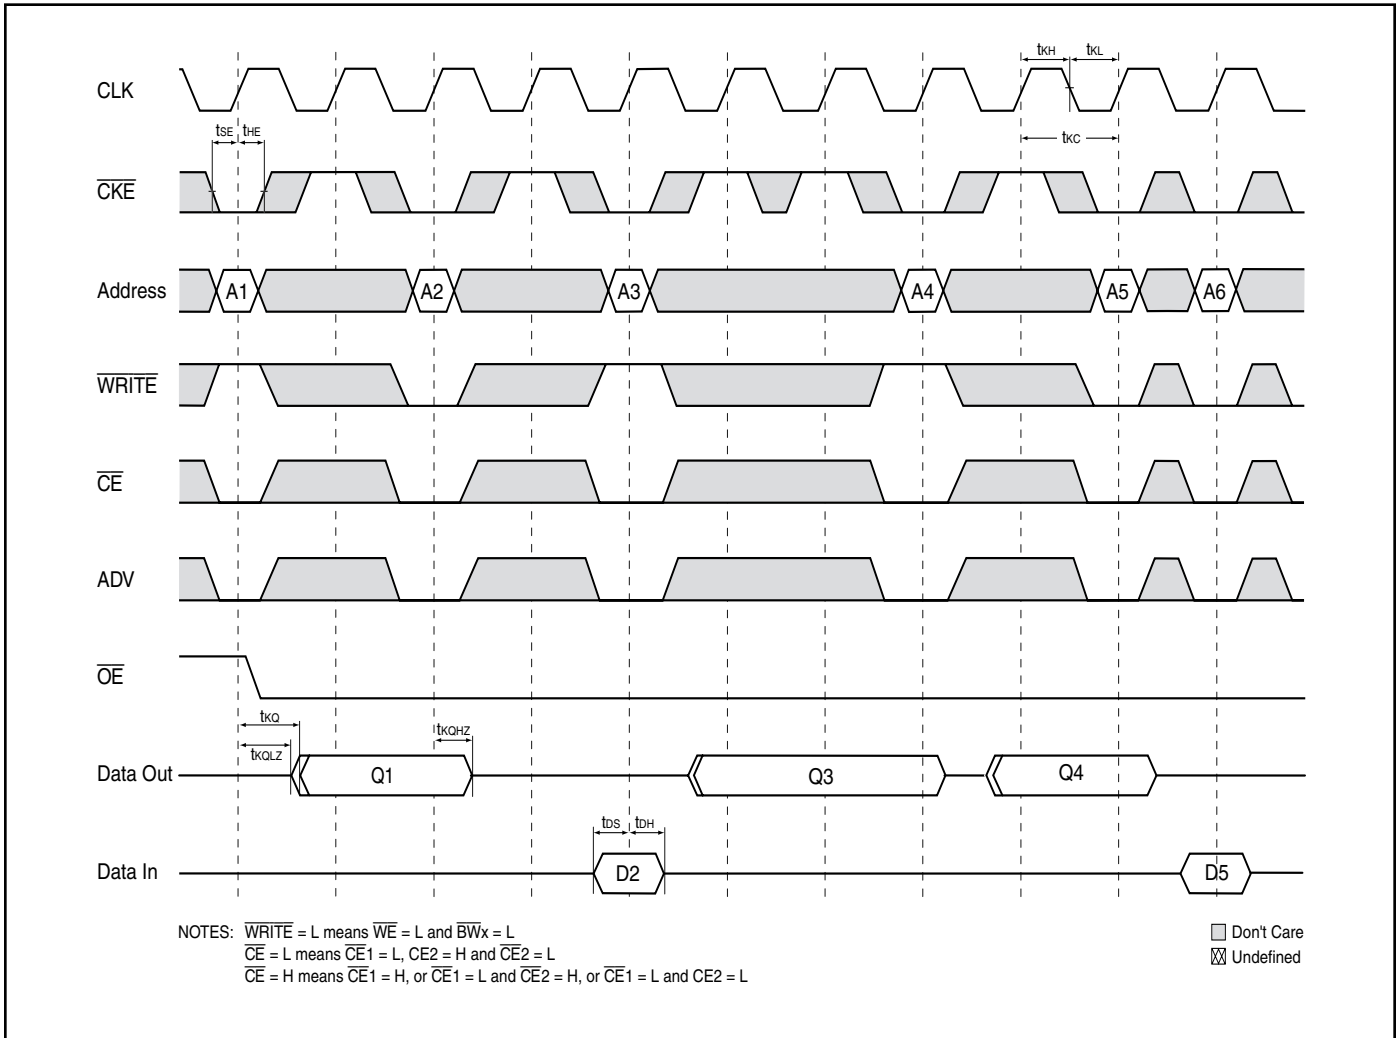 CLK
tKH tKL
tSE tHE
tKC
CKE
Address
A1 A2 A3 A4 A5 A6
WRITE
CE
ADV
OE
tKQ
tKQLZ
tKQHZ
Data Out
Q1 Q3 Q4
tDS tDH
Data In
D2 D5
NOTES: WRITE = L means WE = L and BWx = L
CE = L means CE1 = L, CE2 = H and CE2 = L
CE = H means CE1 = H, or CE1 = L and CE2 = H, or CE1 = L and CE2 = L
Don't Care
Undefined